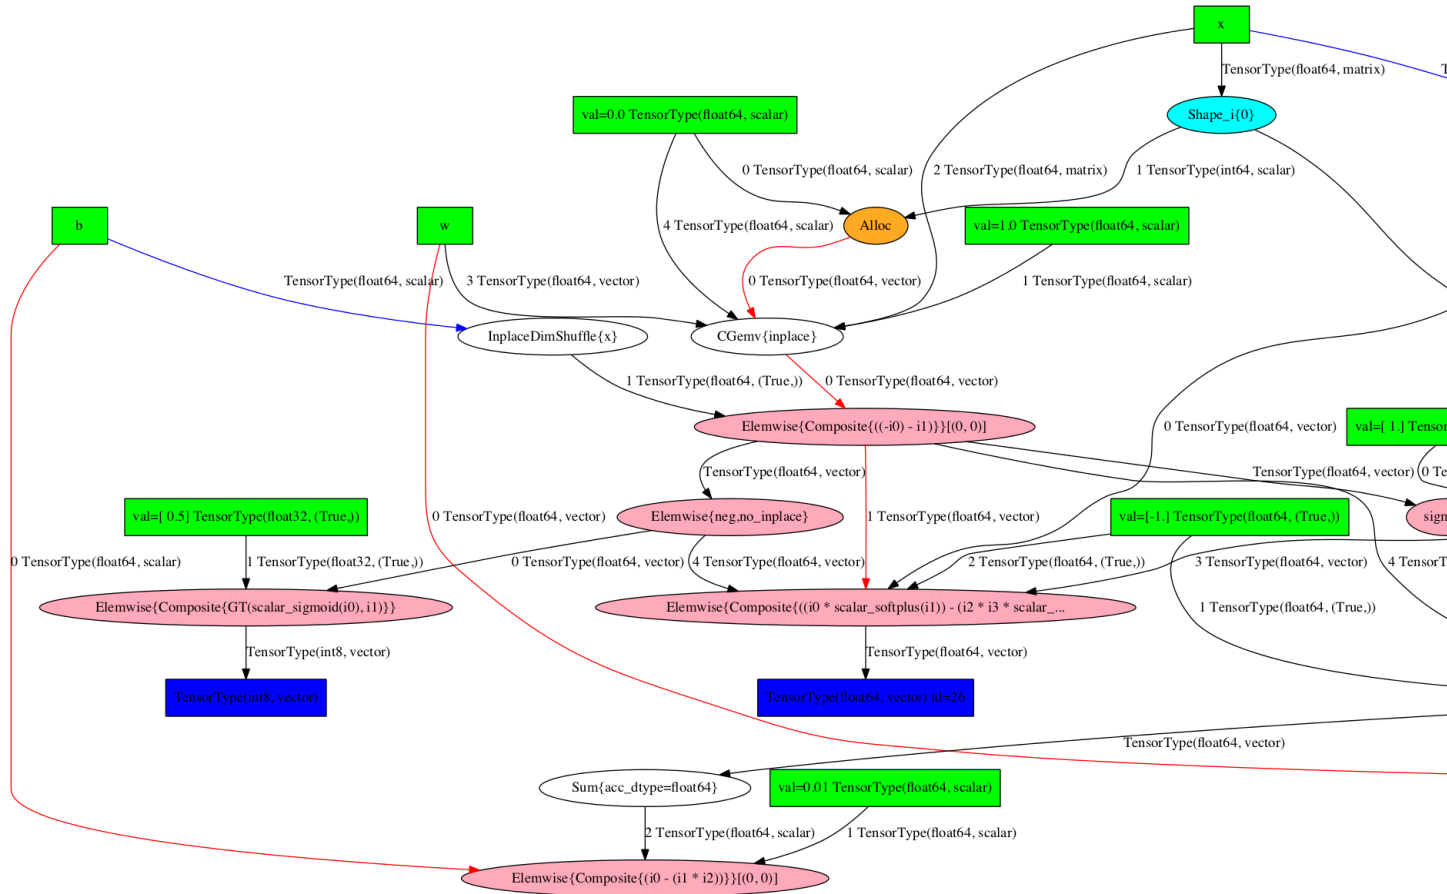 x
TensorType(float64, matrix)
val=0.0 TensorType(float64, scalar)
Shape_i{0}
0 TensorType(float64, scalar)
2 TensorType(float64, matrix)
1 TensorType(int64, scalar)
b
w
4 TensorType(float64, scalar)
Alloc
val=1.0 TensorType(float64, scalar)
TensorType(float64, scalar)
3 TensorType(float64, vector)
0 TensorType(float64, vector)
1 TensorType(float64, scalar)
InplaceDimShuffle{x}
CGemv{inplace}
1 TensorType(float64, (True,))
0 TensorType(float64, vector)
Elemwise{Composite{((-i0) - i1)}}[(0, 0)]
0 TensorType(float64, vector)
val=[ 1.]
TensorType(float64, vector)
TensorType(float64, vector)
0
val=[ 0.5] TensorType(float32, (True,))
0 TensorType(float64, vector)
Elemwise{neg,no_inplace}
1 TensorType(float64, vector)
val=[-1.] TensorType(float64, (True,))
0 TensorType(float64, scalar)
1 TensorType(float32, (True,))
0 TensorType(float64, vector)
4 TensorType(float64, vector)
2 TensorType(float64, (True,))
3 TensorType(float64, vector)
4
Elemwise{Composite{GT(scalar_sigmoid(i0), i1)}}
Elemwise{Composite{((i0 * scalar_softplus(i1)) - (i2 * i3 * scalar_...
1 TensorType(float64, (True,))
TensorType(int8, vector)
TensorType(float64, vector)
TensorType(int8, vector)
TensorType(float64, vector) id=26
TensorType(float64, vector)
Sum{acc_dtype=float64}
val=0.01 TensorType(float64, scalar)
2 TensorType(float64, scalar)
1 TensorType(float64, scalar)
Elemwise{Composite{(i0 - (i1 * i2))}}[(0, 0)]